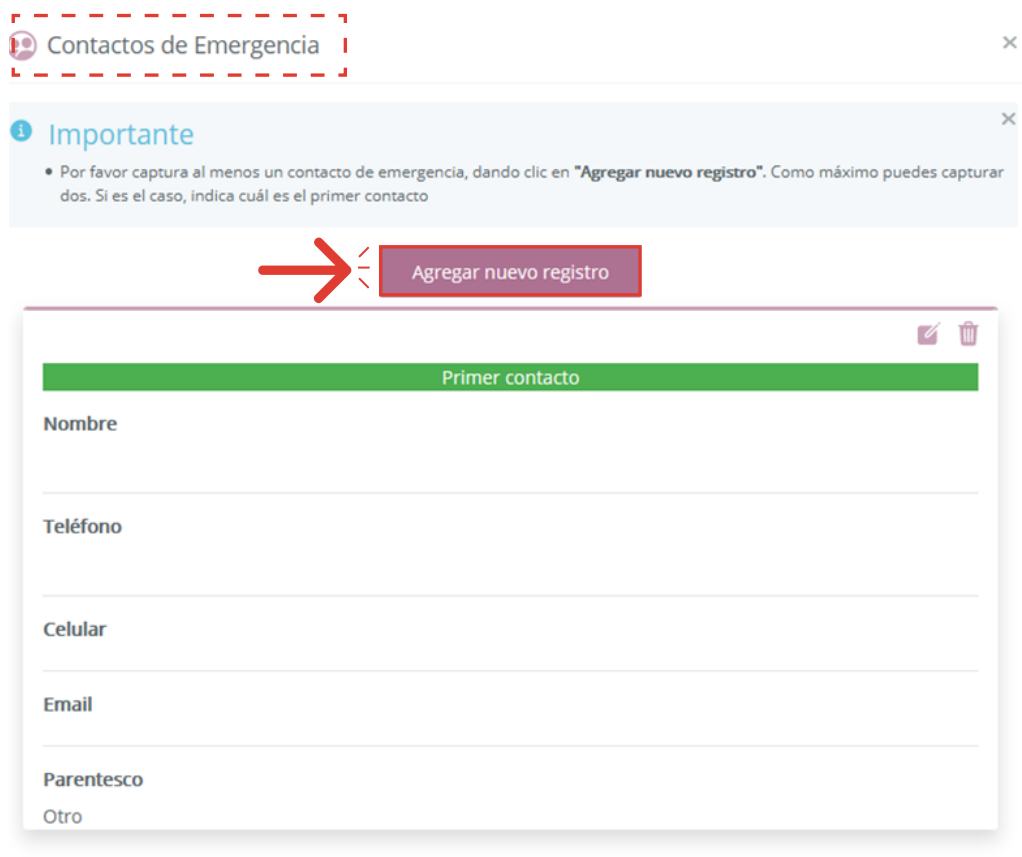 Contactos de Emergencia
Importante
Por favor captura al menos un contacto de emergencia, dando clic en "Agregar nuevo registro". Como máximo puedes capturar
dos. Si es el caso, indica cuál es el primer contacto
Agregar nuevo registro
Primer contacto
Nombre
Teléfono
Celular
Email
Parentesco
Otro